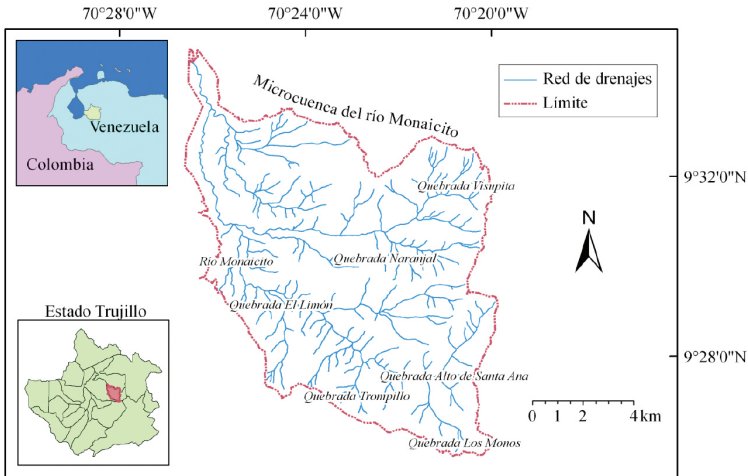 70°28'0"W
70°24'0"W
70°20'0"W
Venezuela
Colombia
Microcuenca del río Monaicito
Red de drenajes
Límite
9°32'0"N
Quebrada Visupita
N
Río Monaicito
Quebrada Naranjal
Estado Trujillo
Quebrada El Limón
9°28'0"N
Quebrada Alto de Santa Ana
Quebrada Tronipillo
0 1 2 4 km
Quebrada Los Monos